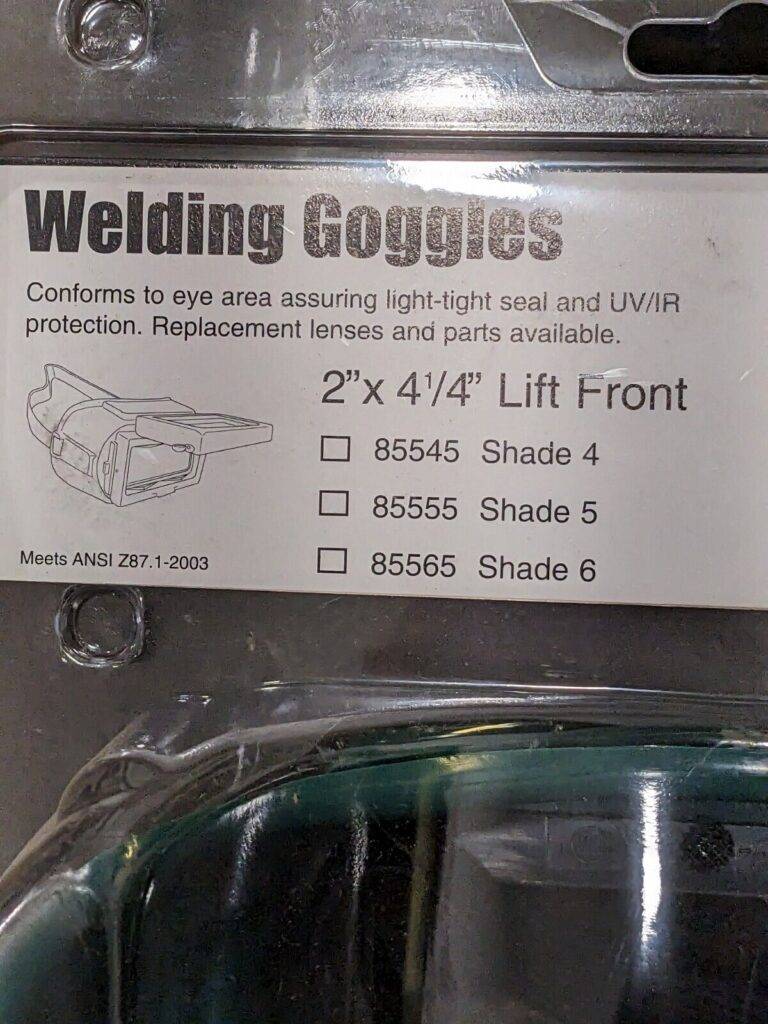 Welding Goggles
Conforms to eye area assuring light-tight seal and UV/IR
protection. Replacement lenses and parts available.
2”x 4¹/4” Lift Front
☐ 85545 Shade 4
☐ 85555 Shade 5
☐ 85565 Shade 6
Meets ANSI Z87.1-2003